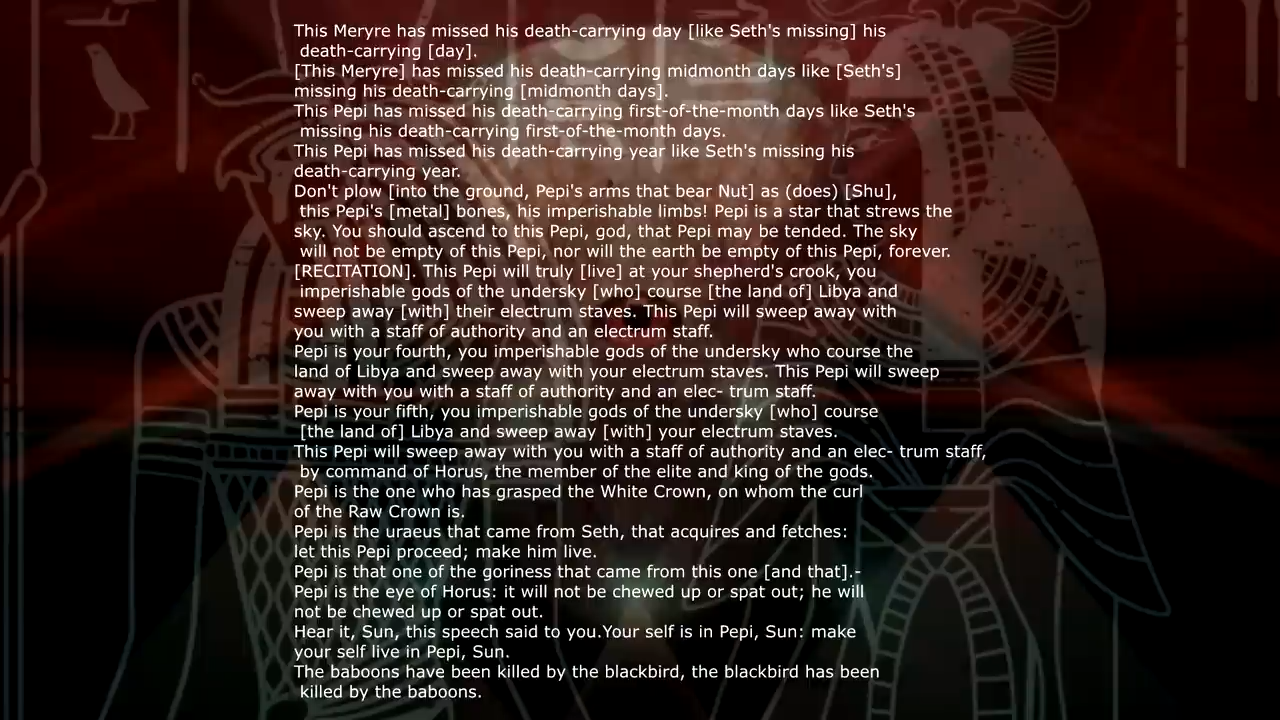 This Meryre has missed his death-carrying day [like Seth's missing] his
death-carrying [day].
[This Meryre] has missed his death-carrying midmonth days like [Seth's]
missing his death-carrying [midmonth days].
This Pepi has missed his death-carrying first-of-the-month days like Seth's
missing his death-carrying first-of-the-month days.
This Pepi has missed his death-carrying year like Seth's missing his
death-carrying year.
Don't plow [into the ground, Pepi's arms that bear Nut] as (does) [Shu],
this Pepi's [metal] bones, his imperishable limbs! Pepi is a star that strews the
sky. You should ascend to this Pepi, god, that Pepi may be tended. The sky
will not be empty of this Pepi, nor will the earth be empty of this Pepi, forever.
[RECITATION]. This Pepi will truly [live] at your shepherd's crook, you
imperishable gods of the undersky [who] course [the land of] Libya and
sweep away [with] their electrum staves. This Pepi will sweep away with
you with a staff of authority and an electrum staff.
Pepi is your fourth, you imperishable gods of the undersky who course the
land of Libya and sweep away with your electrum staves. This Pepi will sweep
away with you with a staff of authority and an elec- trum staff.
Pepi is your fifth, you imperishable gods of the undersky [who] course
[the land of] Libya and sweep away [with] your electrum staves.
This Pepi will sweep away with you with a staff of authority and an elec- trum staff,
by command of Horus, the member of the elite and king of the gods.
Pepi is the one who has grasped the White Crown, on whom the curl
of the Raw Crown is.
Pepi is the uraeus that came from Seth, that acquires and fetches:
let this Pepi proceed; make him live.
Pepi is that one of the goriness that came from this one [and that].-
Pepi is the eye of Horus: it will not be chewed up or spat out; he will
not be chewed up or spat out.
Hear it, Sun, this speech said to you.Your self is in Pepi, Sun: make
your self live in Pepi, Sun.
The baboons have been killed by the blackbird, the blackbird has been
killed by the baboons.